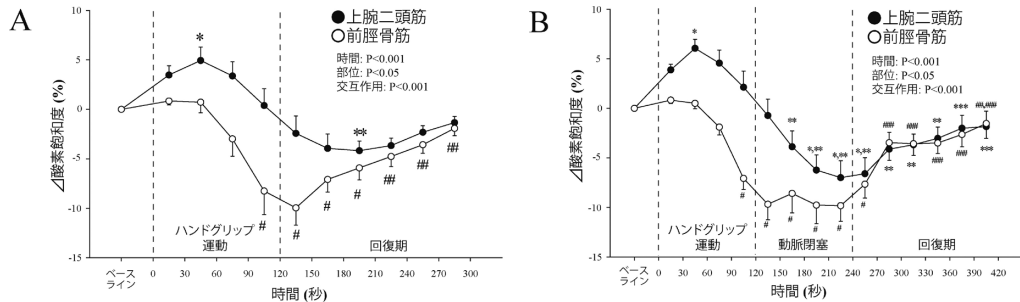 A
●上腕二頭筋
○前脛骨筋
時間: P<0.001
部位: P<0.05
交互作用: P<0.001
⊿酸素飽和度 (%)
10
5
0
-5
-10
-15
*
**
#
#
#
#
##
##
##
ハンドグリップ
運動
回復期
ベース
ライン
0 30 60 90 120 150 180 210 240 270 300
時間 (秒)
B
●上腕二頭筋
○前脛骨筋
時間: P<0.001
部位: P<0.05
交互作用: P<0.001
⊿酸素飽和度 (%)
10
5
0
-5
-10
-15
*
**
*,**
*,**
*,**
#
#
#
#
#
#
###
**
###
**
**
###
***
###
##,###
***
ハンドグリップ
運動
動脈閉塞
回復期
ベース
ライン
0 30 60 90 120 150 180 210 240 270 300 330 360 390 420
時間 (秒)